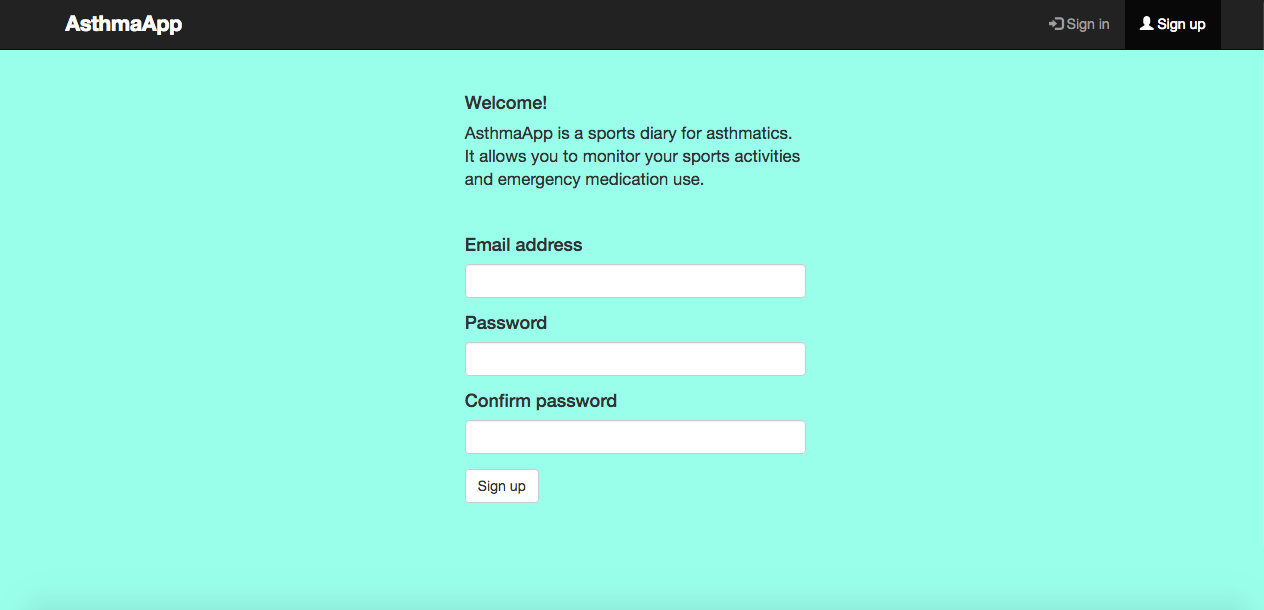 AsthmaApp
Sign in
Sign up
Welcome!
AsthmaApp is a sports diary for asthmatics.
It allows you to monitor your sports activities
and emergency medication use.
Email address
Password
Confirm password
Sign up